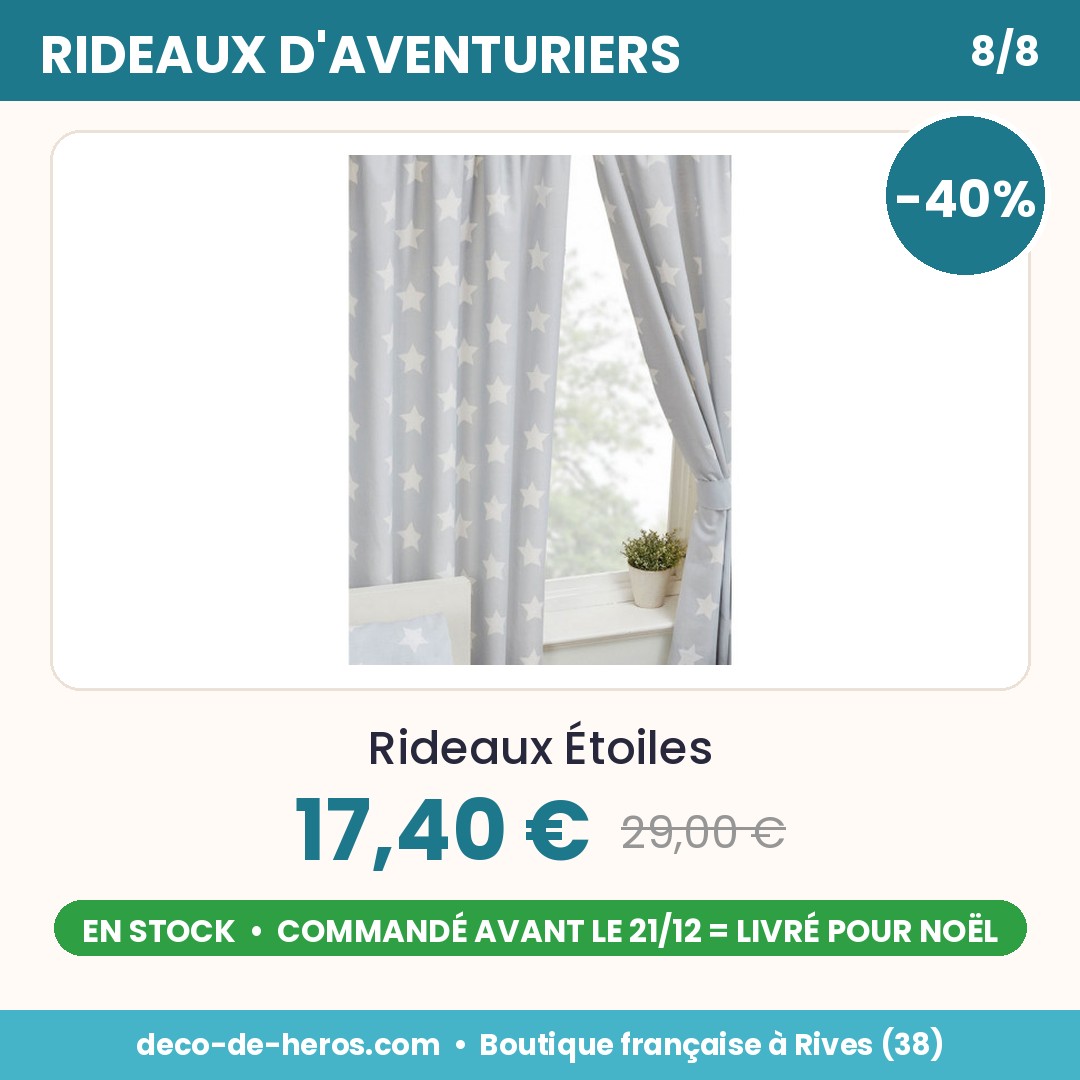 RIDEAUX D'AVENTURIERS
8/8
-40%
Rideaux Étoiles
17,40 € 29,00 €
EN STOCK • COMMANDÉ AVANT LE 21/12 = LIVRÉ POUR NOËL
deco-de-heros.com • Boutique française à Rives (38)